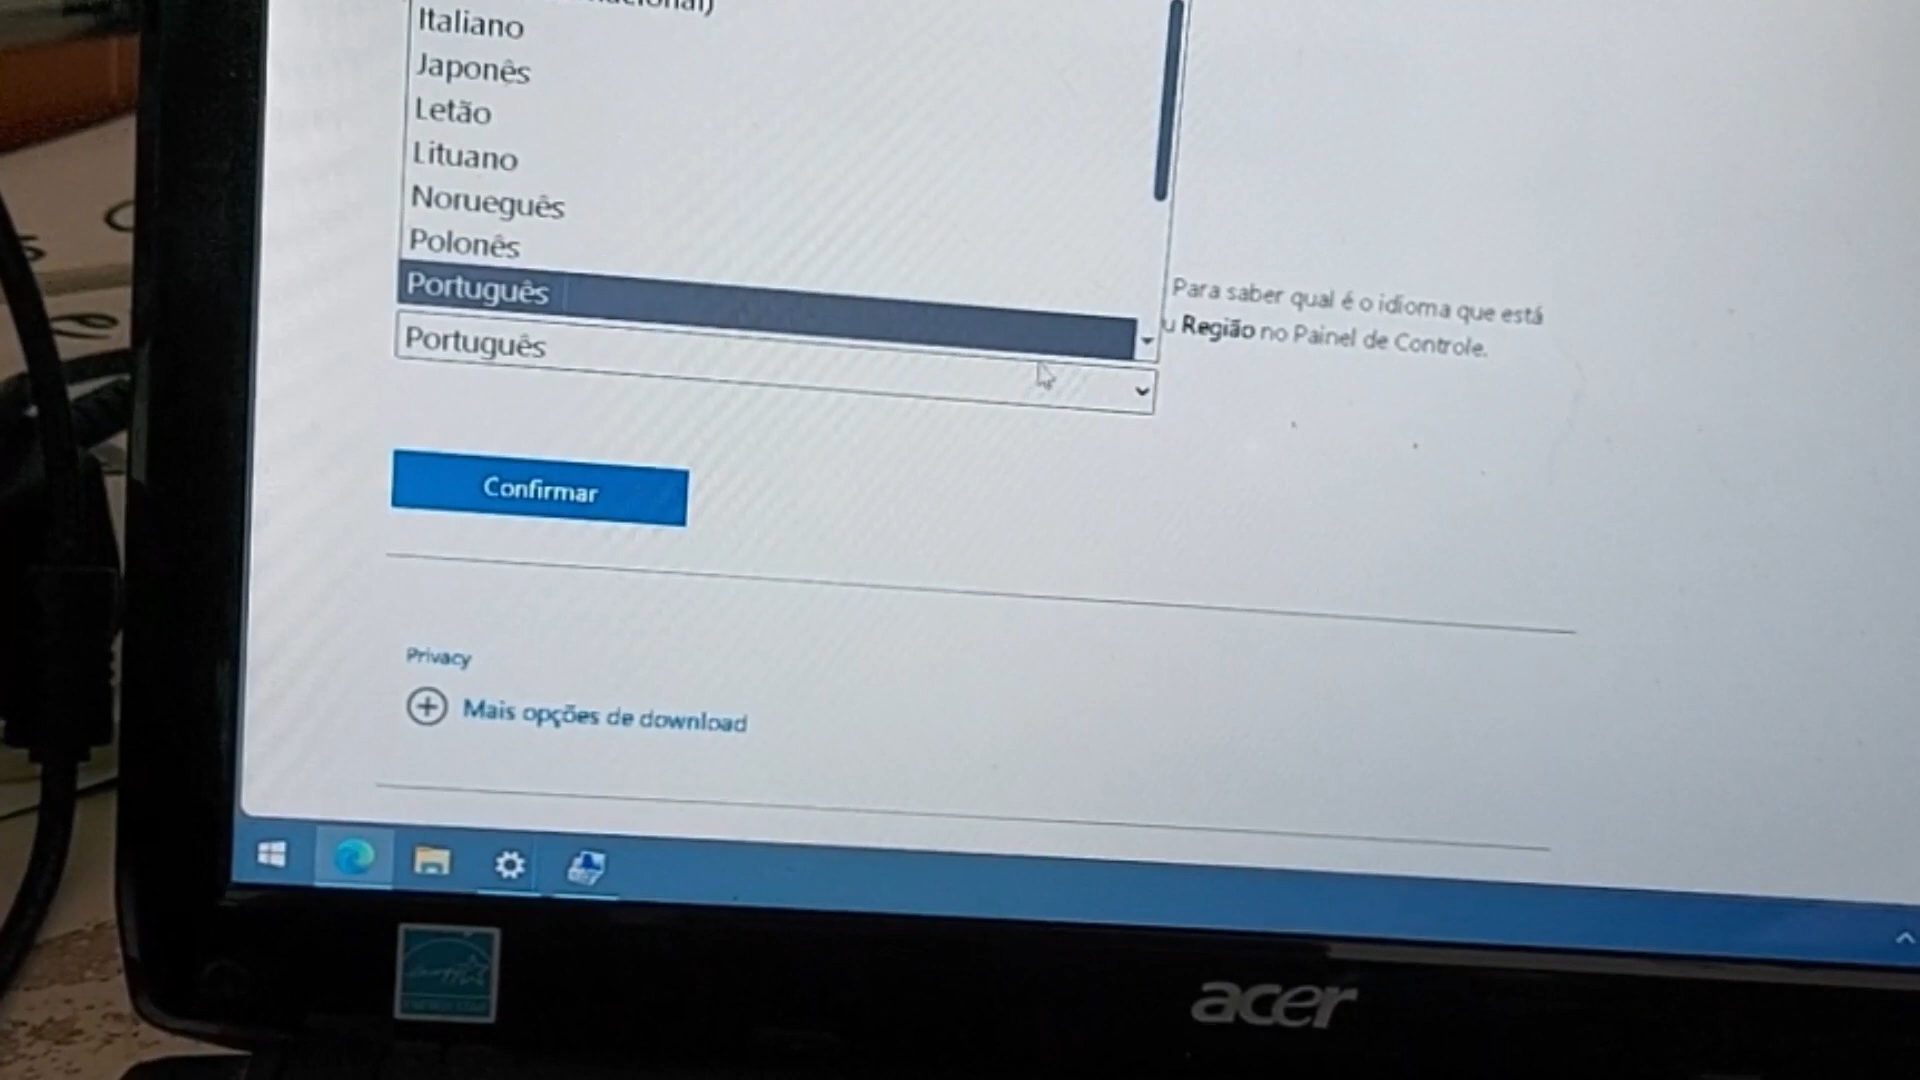 Italiano
Japonês
Letão
Lituano
Norueguês
Polonês
Português
Português
Para saber qual é o idioma que está
u Região no Painel de Controle.
Confirmar
Privacy
Mais opções de download
acer